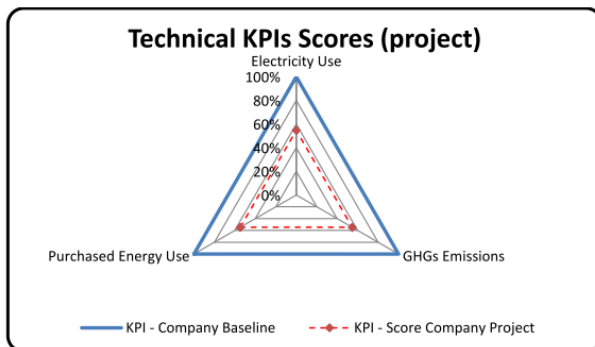 Technical KPIs Scores (project)
Electricity Use
100%
80%
60%
40%
20%
0%
Purchased Energy Use
GHGs Emissions
KPI - Company Baseline
KPI - Score Company Project